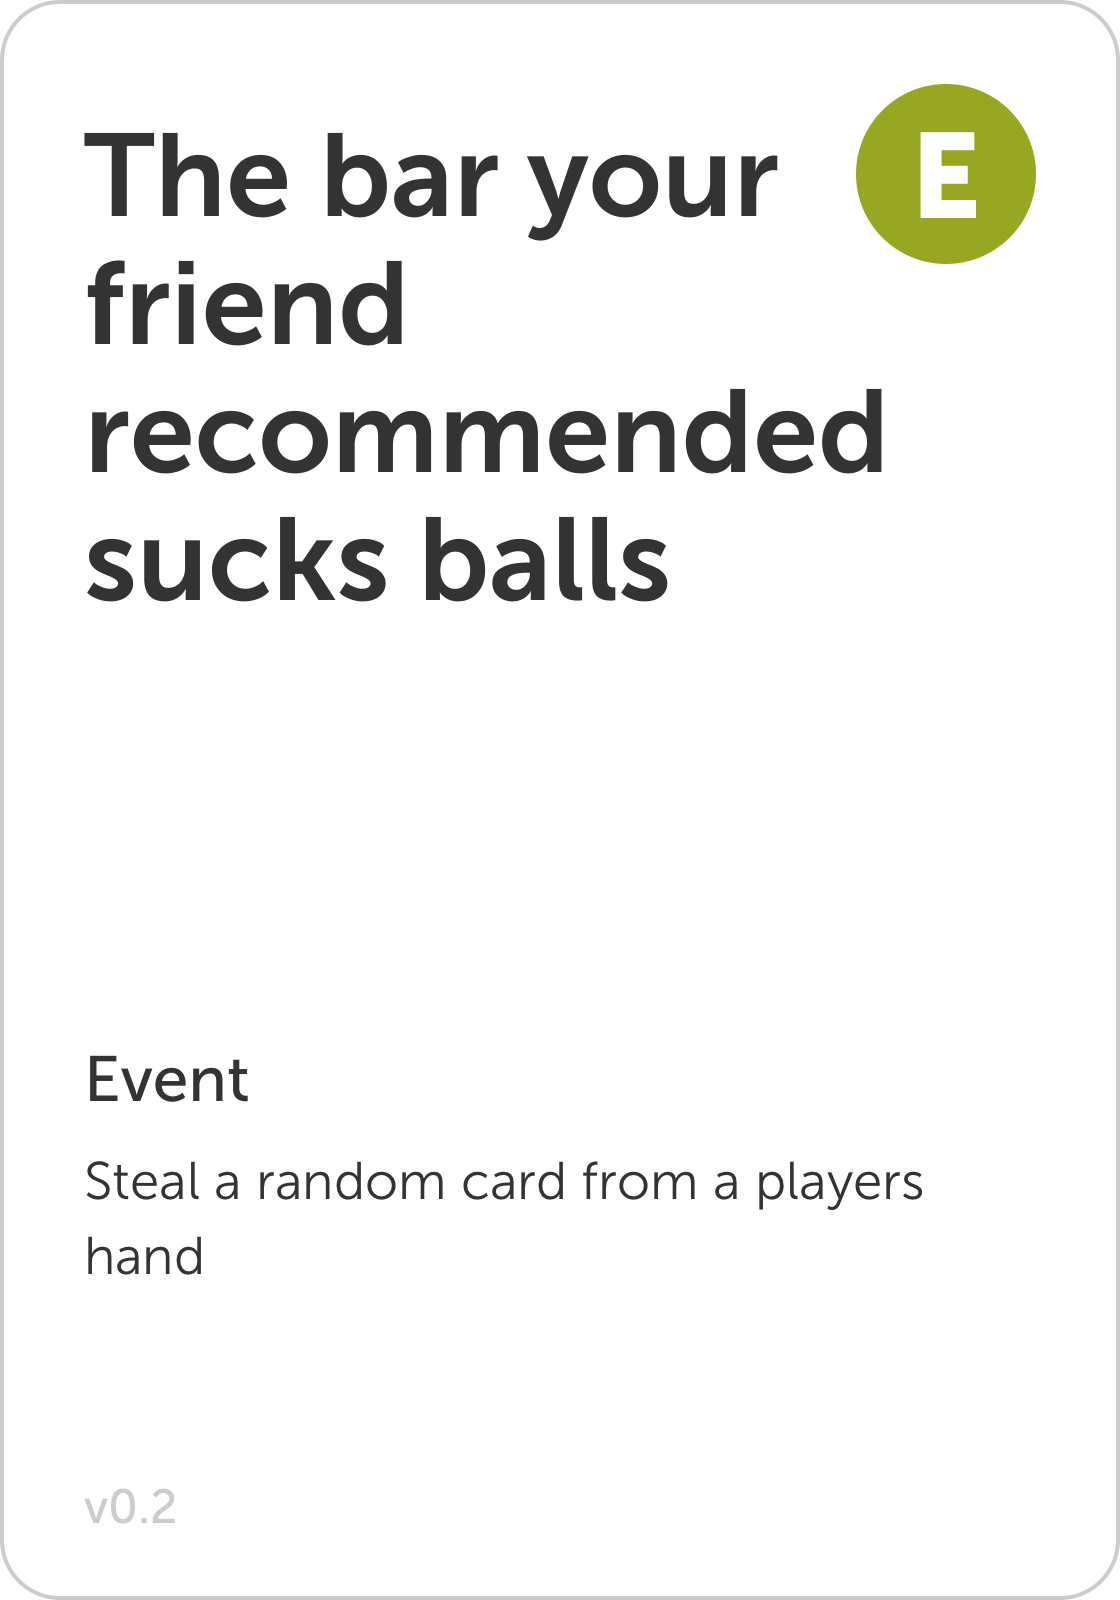 The bar your
E
friend
recommended
sucks balls
Event
Steal a random card from a players
hand
v0.2